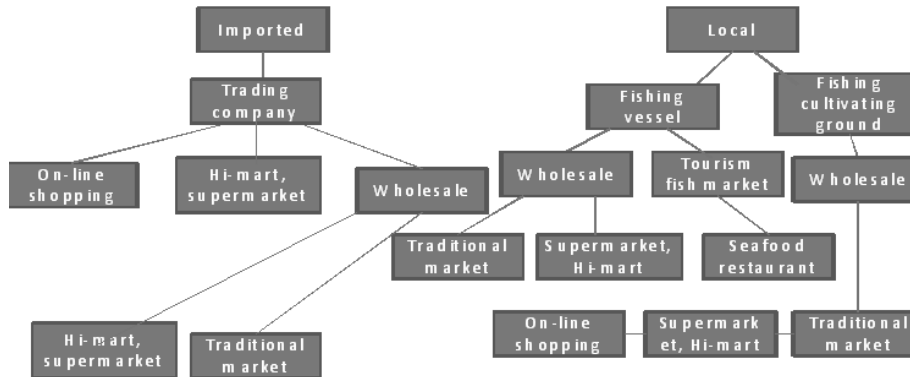 Imported
Local
Trading
company
Fishing
vessel
Fishing
cultivating
ground
On-line
shopping
Hi-mart,
supermarket
Wholesale
Wholesale
Tourism
fish market
Wholesale
Traditional
market
Supermarket,
Hi-mart
Seafood
restaurant
Hi-mart,
supermarket
Traditional
market
On-line
shopping
Supermark
et, Hi-mart
Traditional
market